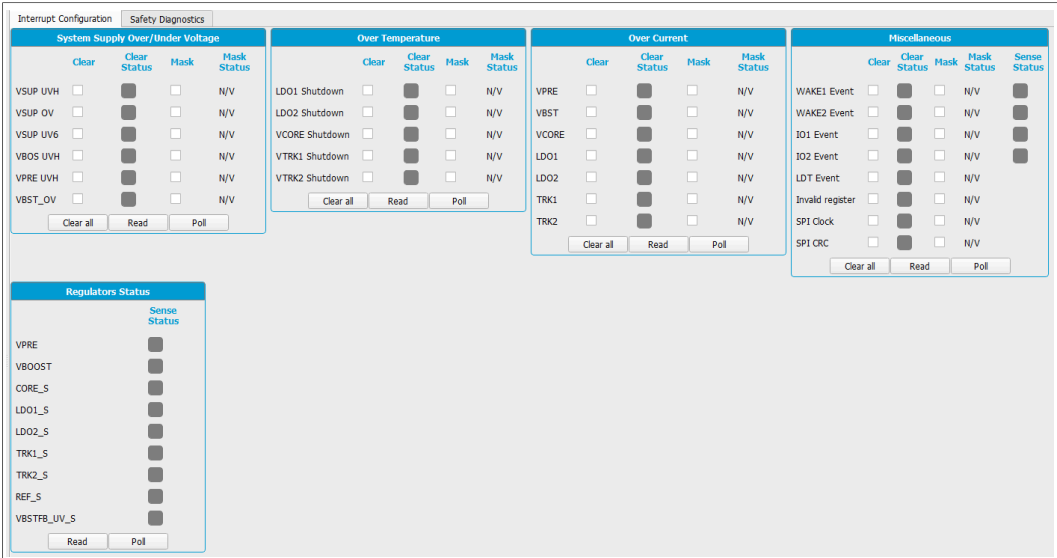 Interrupt Configuration Safety Diagnostics
System Supply Over/Under Voltage
Clear Clear Status Mask Mask Status
VSUP UVH N/V
VSUP OV N/V
VSUP UV6 N/V
VBOS UVH N/V
VPRE UVH N/V
VBST_OV N/V
Clear all Read Poll
Over Temperature
Clear Clear Status Mask Mask Status
LDO1 Shutdown N/V
LDO2 Shutdown N/V
VCORE Shutdown N/V
VTRK1 Shutdown N/V
VTRK2 Shutdown N/V
Clear all Read Poll
Over Current
Clear Clear Status Mask Mask Status
VPRE N/V
VBST N/V
VCORE N/V
LDO1 N/V
LDO2 N/V
TRK1 N/V
TRK2 N/V
Clear all Read Poll
Miscellaneous
Clear Clear Status Mask Mask Status Sense Status
WAKE1 Event N/V
WAKE2 Event N/V
IO1 Event N/V
IO2 Event N/V
LDT Event N/V
Invalid register N/V
SPI Clock N/V
SPI CRC N/V
Clear all Read Poll
Regulators Status
Sense Status
VPRE
VBOOST
CORE_S
LDO1_S
LDO2_S
TRK1_S
TRK2_S
REF_S
VBSTFB_UV_S
Read Poll